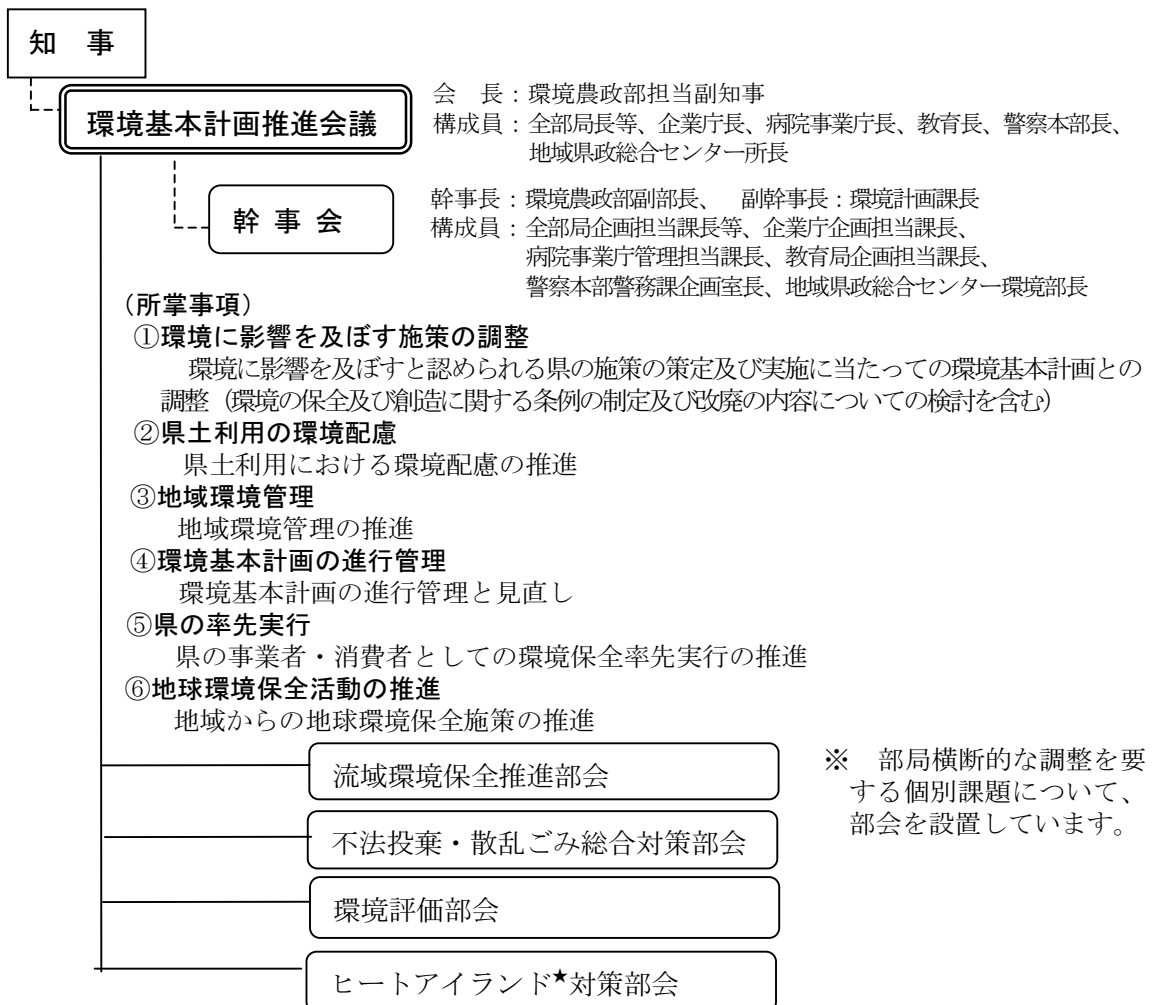 知　事
環境基本計画推進会議
会　長：環境農政部担当副知事
構成員：全部局長等、企業庁長、病院事業庁長、教育長、警察本部長、
地域県政総合センター所長
幹事会
幹事長：環境農政部副部長、　副幹事長：環境計画課長
構成員：全部局企画担当課長等、企業庁企画担当課長、
病院事業庁管理担当課長、教育局企画担当課長、
警察本部警務課企画室長、地域県政総合センター環境部長
（所掌事項）
①環境に影響を及ぼす施策の調整
環境に影響を及ぼすと認められる県の施策の策定及び実施に当たっての環境基本計画との
調整（環境の保全及び創造に関する条例の制定及び改廃の内容についての検討を含む）
②県土利用の環境配慮
県土利用における環境配慮の推進
③地域環境管理
地域環境管理の推進
④環境基本計画の進行管理
環境基本計画の進行管理と見直し
⑤県の率先実行
県の事業者・消費者としての環境保全率先実行の推進
⑥地球環境保全活動の推進
地域からの地球環境保全施策の推進
流域環境保全推進部会
不法投棄・散乱ごみ総合対策部会
環境評価部会
ヒートアイランド★対策部会
※　部局横断的な調整を要
する個別課題について、
部会を設置しています。